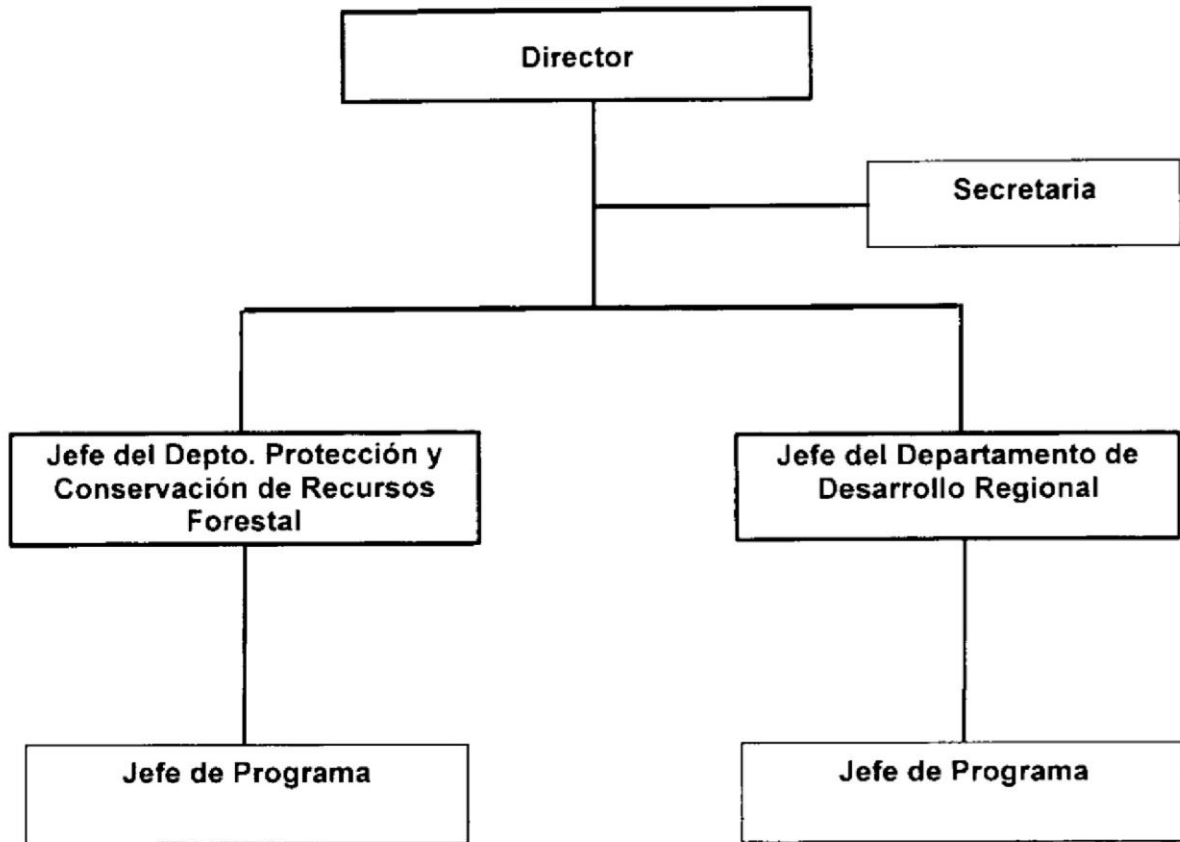 Director
Secretaria
Jefe del Depto. Protección y
Conservación de Recursos
Forestal
Jefe del Departamento de
Desarrollo Regional
Jefe de Programa
Jefe de Programa